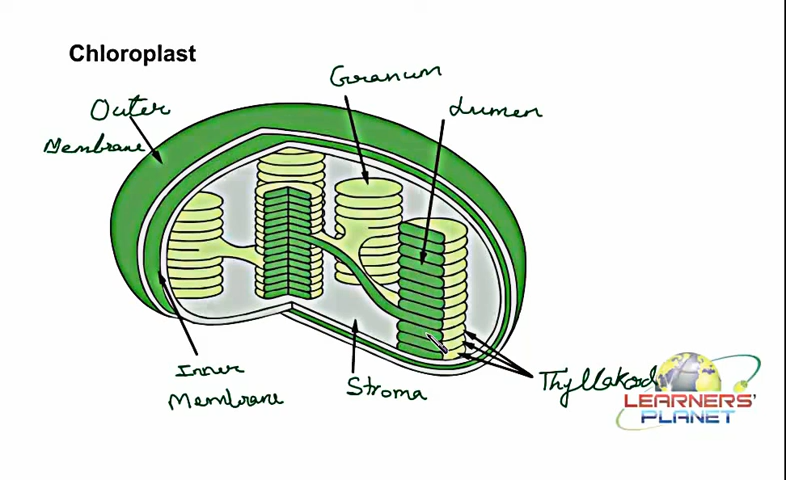 Chloroplast
Granum
Outer
Membrane
Lumen
Inner
Membrane
Stroma
Thyllakoid
LEARNERS'
PLANET